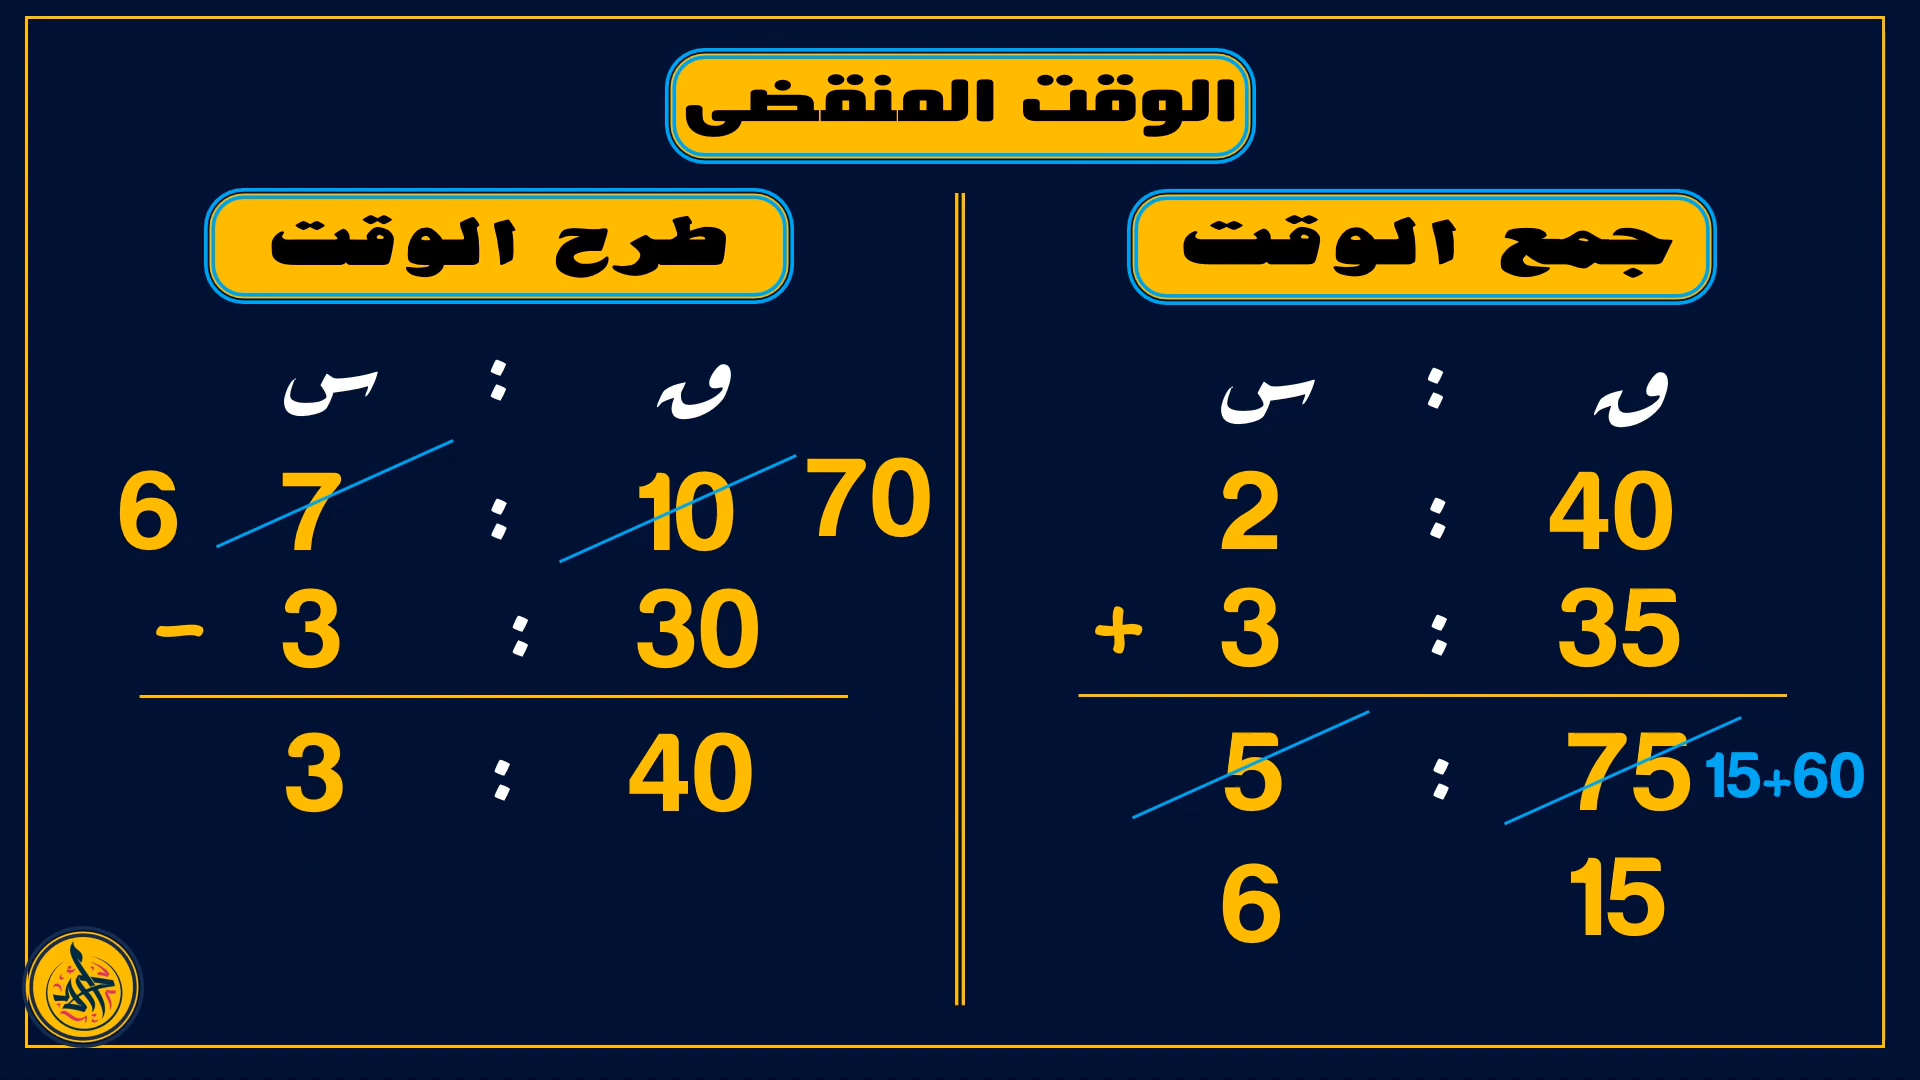 الوقت المنقضى
جمع الوقت
س : ق
2 : 40
+ 3 : 35
5 : 75 15+60
6 15
طرح الوقت
س : ق
6 7 : 10 70
- 3 : 30
3 : 40